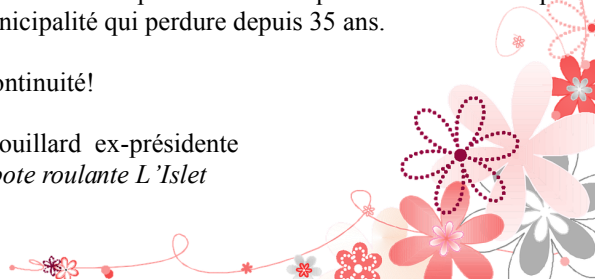 nicipalité qui perdure depuis 35 ans.
ontinuité!
ouillard ex-présidente
pote roulante L’Islet